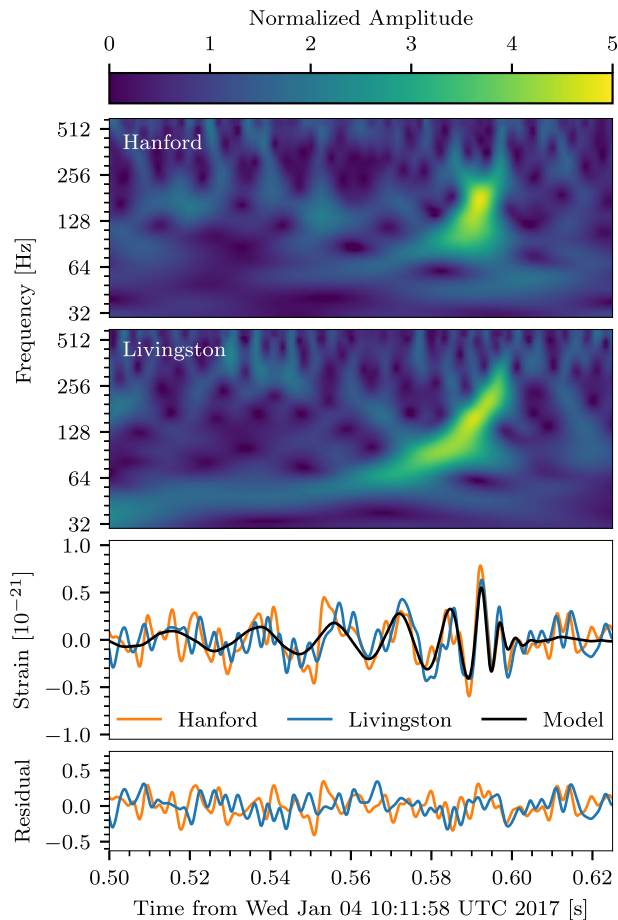 Normalized Amplitude
0 1 2 3 4 5
Hanford
512
256
128
64
32
Frequency [Hz]
Livingston
512
256
128
64
32
Strain [10⁻²¹]
1.0
0.5
0.0
−0.5
−1.0
Hanford Livingston Model
Residual
0.5
0.0
−0.5
0.50 0.52 0.54 0.56 0.58 0.60 0.62
Time from Wed Jan 04 10:11:58 UTC 2017 [s]